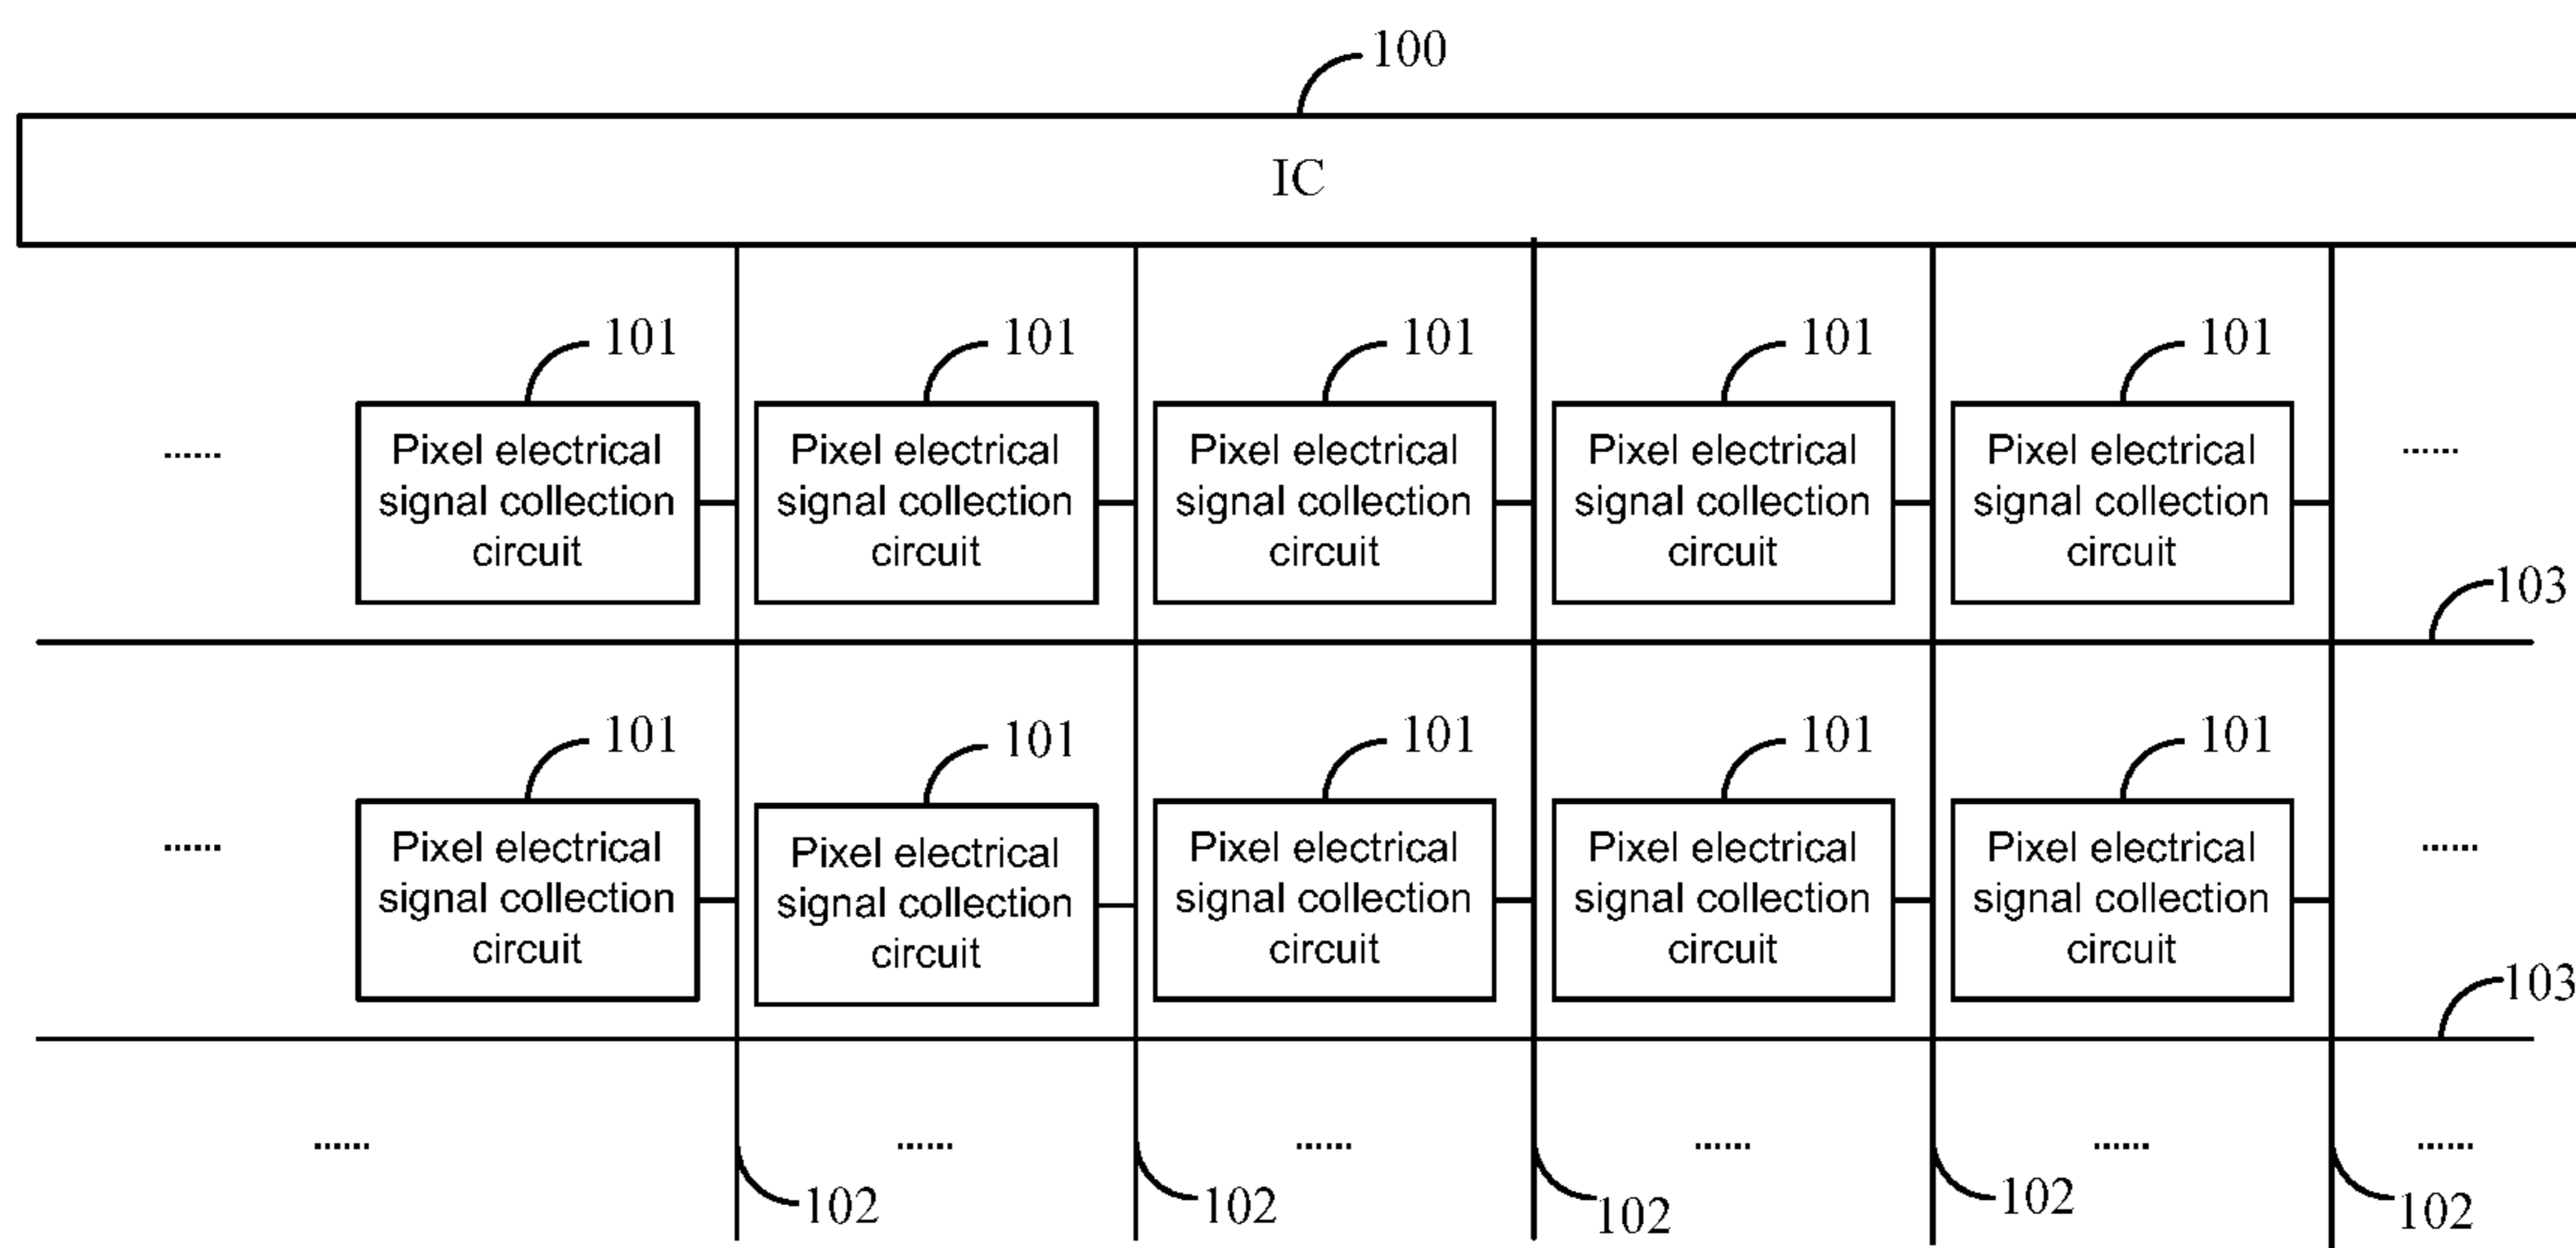 100
IC
101 101 101 101 101
...... Pixel electrical Pixel electrical Pixel electrical Pixel electrical Pixel electrical ......
signal collection signal collection signal collection signal collection signal collection
circuit circuit circuit circuit circuit
103
101 101 101 101 101
...... Pixel electrical Pixel electrical Pixel electrical Pixel electrical Pixel electrical ......
signal collection signal collection signal collection signal collection signal collection
circuit circuit circuit circuit circuit
103
...... ...... ...... ...... ...... ......
102 102 102 102 102